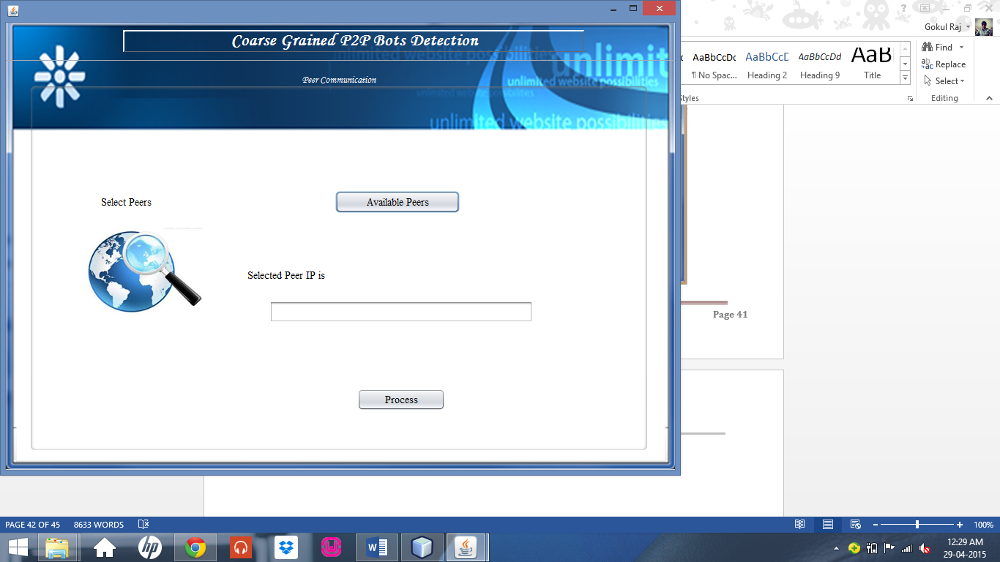 Coarse Grained P2P Bots Detection
unlimited website possibilities
unlimit
Peer Communication
unlimited website possibilities
unlimited website possibilities
unlimited website possibilities
Select Peers
Available Peers
Selected Peer IP is
Process
?
Gokul Raj
AaBbCcDc
AaBbCcD
AaBbCcDd
AaB
¶ No Spac...
Heading 2
Heading 9
Title
Find
Replace
Select
Styles
Editing
Page 41
PAGE 42 OF 45
8633 WORDS
100%
hp
W
12:29 AM
29-04-2015